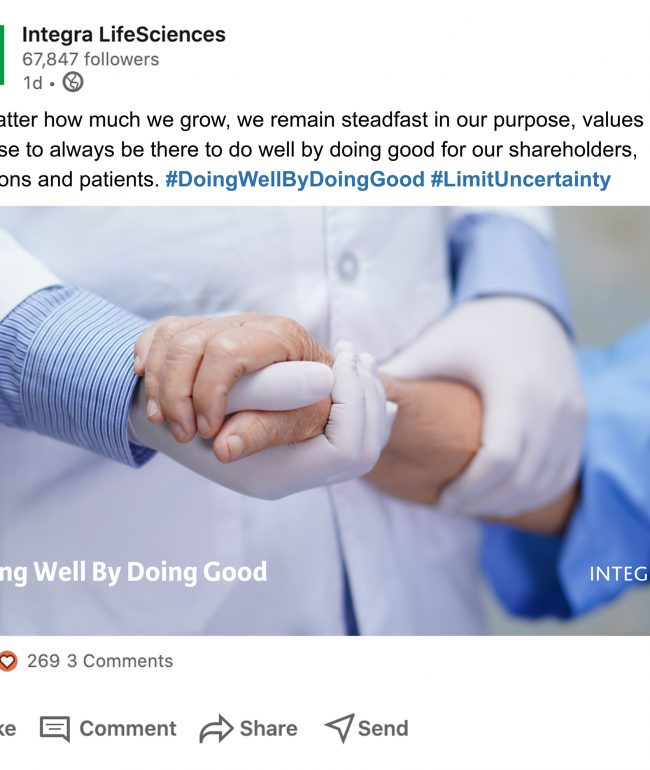 Integra LifeSciences
67,847 followers
1d •
atter how much we grow, we remain steadfast in our purpose, values
se to always be there to do well by doing good for our shareholders,
ons and patients. #DoingWellByDoingGood #LimitUncertainty
ng Well By Doing Good
INTEG
269 3 Comments
ke Comment Share Send